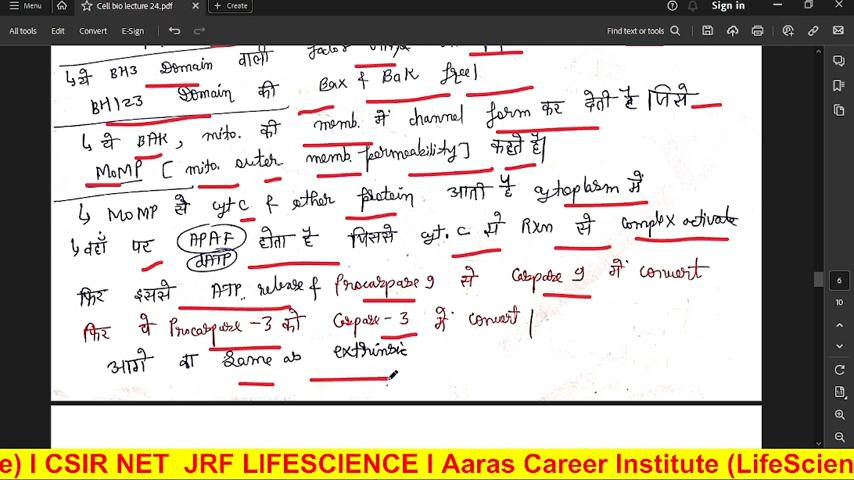 Menu
Cell bio lecture 24.pdf
Create
Sign in
All tools
Edit
Convert
E-Sign
Find text or tools
↳ ये BH3 Domain वाली
BH123 Domain की Bax & Bak free|
↳ ये BAK, mito. की memb. में channel form कर देती है जिसे
MOMP [mito. outer memb. permeability] कहते हैं|
↳ MOMP से cyt C & other protein आती है cytoplasm में
↳ वहाँ पर APAF होता है जिससे cyt. C से Rxn से complex activate
dATP
फिर इससे ATP release & Procaspase 9 से Caspase 9 में convert
फिर ये Procaspase -3 को Caspase -3 में convert|
आगे का same as extrinsic
6
10
e) I CSIR NET JRF LIFESCIENCE I Aaras Career Institute (LifeScien